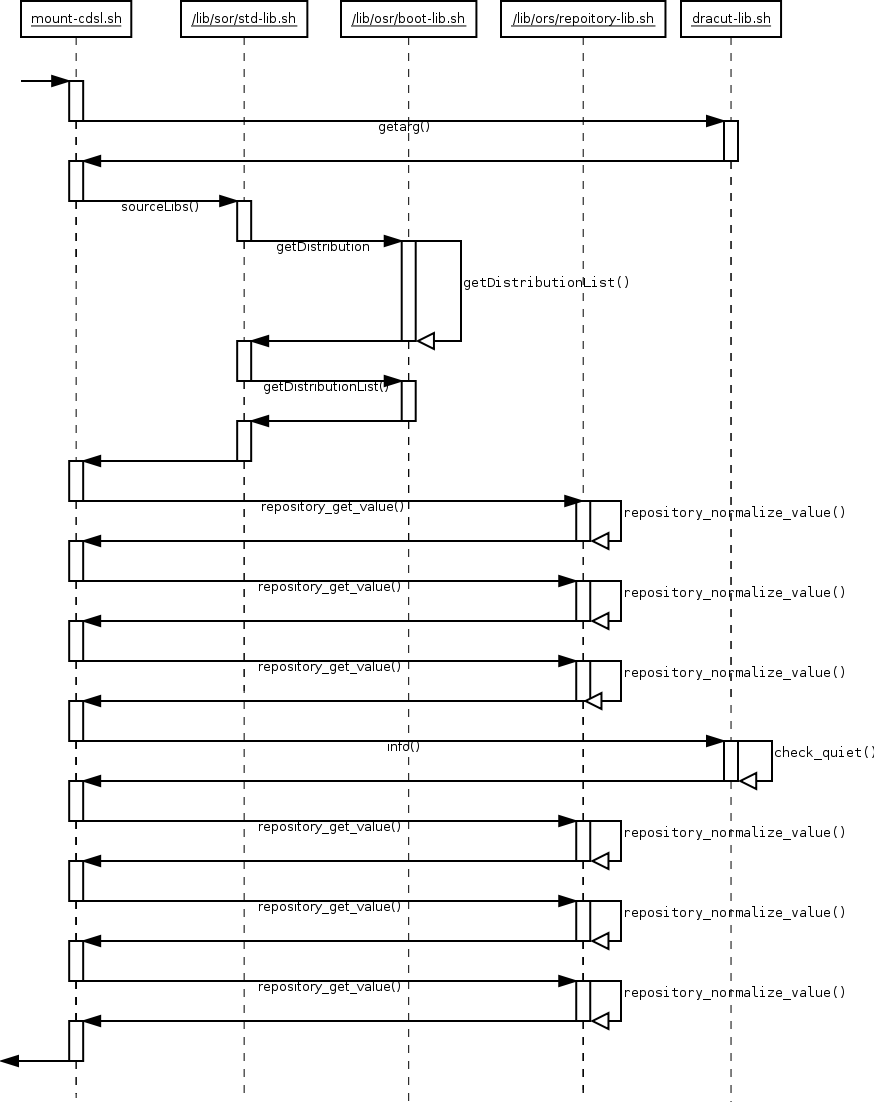 mount-cdsl.sh
/lib/sor/std-lib.sh
/lib/osr/boot-lib.sh
/lib/ors/repoitory-lib.sh
dracut-lib.sh
getarg()
sourceLibs()
getDistribution
getDistributionList()
getDistributionList()
repository_get_value()
repository_normalize_value()
repository_get_value()
repository_normalize_value()
repository_get_value()
repository_normalize_value()
info()
check_quiet()
repository_get_value()
repository_normalize_value()
repository_get_value()
repository_normalize_value()
repository_get_value()
repository_normalize_value()